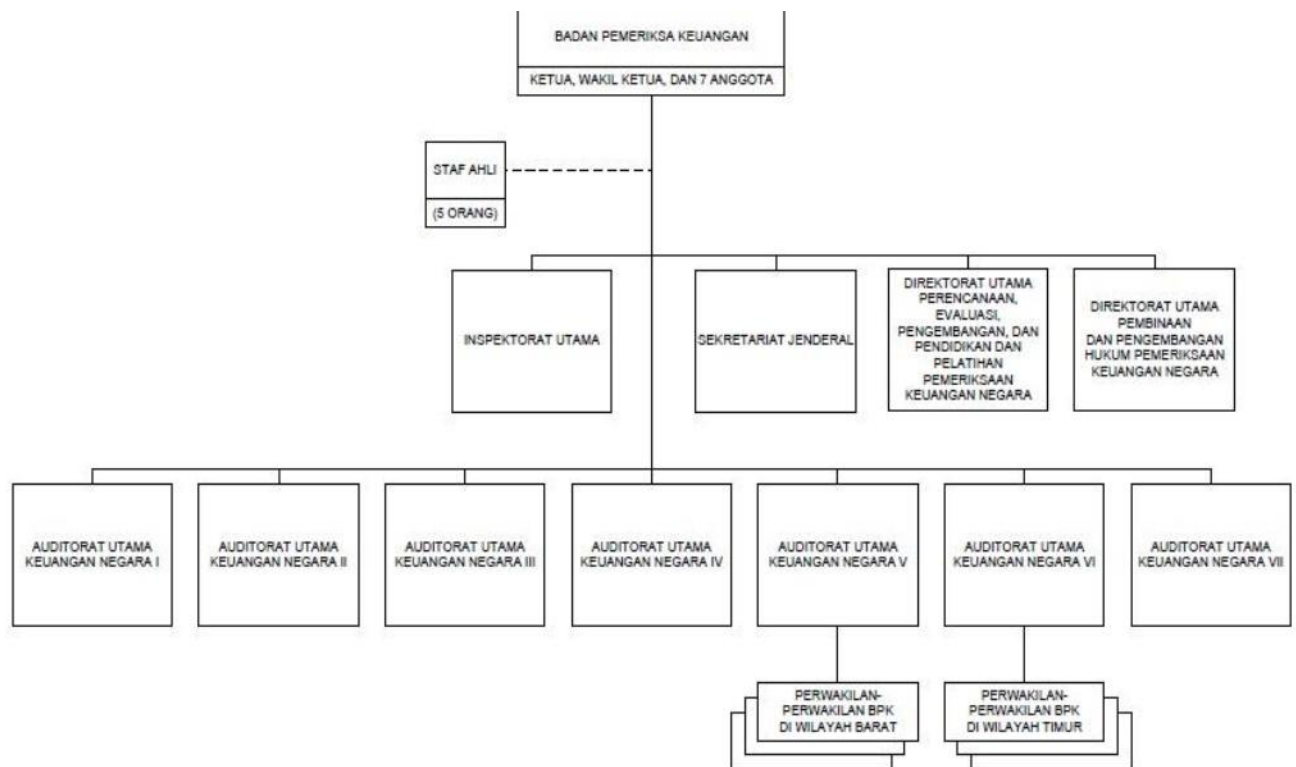 BADAN PEMERIKSA KEUANGAN
KETUA, WAKIL KETUA, DAN 7 ANGGOTA
STAF AHLI
(5 ORANG)
INSPEKTORAT UTAMA
SEKRETARIAT JENDERAL
DIREKTORAT UTAMA
PERENCANAAN,
EVALUASI,
PENGEMBANGAN, DAN
PENDIDIKAN DAN
PELATIHAN
PEMERIKSAAN
KEUANGAN NEGARA
DIREKTORAT UTAMA
PEMBINAAN
DAN PENGEMBANGAN
HUKUM PEMERIKSAAN
KEUANGAN NEGARA
AUDITORAT UTAMA
KEUANGAN NEGARA I
AUDITORAT UTAMA
KEUANGAN NEGARA II
AUDITORAT UTAMA
KEUANGAN NEGARA III
AUDITORAT UTAMA
KEUANGAN NEGARA IV
AUDITORAT UTAMA
KEUANGAN NEGARA V
AUDITORAT UTAMA
KEUANGAN NEGARA VI
AUDITORAT UTAMA
KEUANGAN NEGARA VII
PERWAKILAN-
PERWAKILAN BPK
DI WILAYAH BARAT
PERWAKILAN-
PERWAKILAN BPK
DI WILAYAH TIMUR